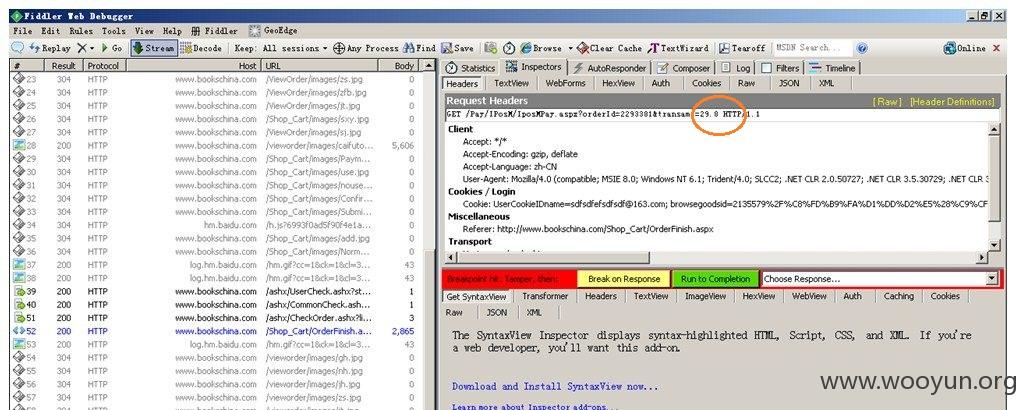 Fiddler Web Debugger
File Edit Rules Tools View Help Fiddler GeoEdge
Replay Go Stream Decode Keep: All sessions Any Process Find Save Browse Clear Cache TextWizard Tearoff MSDN Search... Online
# Result Protocol Host URL Body
23 304 HTTP www.bookschina.com /ViewOrder/images/zs.jpg 0
24 304 HTTP www.bookschina.com /ViewOrder/images/zfb.jpg 0
25 304 HTTP www.bookschina.com /ViewOrder/images/jt.jpg 0
26 304 HTTP www.bookschina.com 0
27 304 HTTP www.bookschina.com /ViewOrder/images/sj.jpg 0
28 200 HTTP www.bookschina.com /vieworder/images/caifuto... 5,606
29 304 HTTP www.bookschina.com /Shop_Cart/images/Paym... 0
30 304 HTTP www.bookschina.com /Shop_Cart/images/use.jpg 0
31 304 HTTP www.bookschina.com /Shop_Cart/images/nouse... 0
32 304 HTTP www.bookschina.com /Shop_Cart/images/Confir... 0
33 304 HTTP www.bookschina.com /Shop_Cart/images/Submi... 0
34 304 HTTP hm.baidu.com /h.js?6993f0ad5f90f4e1a... 0
35 304 HTTP www.bookschina.com /Shop_Cart/images/add.jpg 0
36 304 HTTP www.bookschina.com /Shop_Cart/images/Norm... 0
37 200 HTTP log.hm.baidu.com /hm.gif?cc=1&ck=1&cl=3... 43
38 200 HTTP log.hm.baidu.com /hm.gif?cc=1&ck=1&cl=3... 43
39 200 HTTP www.bookschina.com /ashx/UserCheck.ashx?st... 1
40 200 HTTP www.bookschina.com /ashx/CommonCheck.ash... 1
51 200 HTTP www.bookschina.com /ashx/CheckOrder.ashx?li... 3
52 200 HTTP www.bookschina.com /Shop_Cart/OrderFinish.a... 2,865
53 200 HTTP log.hm.baidu.com /hm.gif?cc=1&ck=1&cl=3... 43
54 304 HTTP www.bookschina.com /vieworder/images/gh.jpg 0
55 304 HTTP www.bookschina.com /vieworder/images/nh.jpg 0
56 304 HTTP www.bookschina.com /vieworder/images/jh.jpg 0
57 304 HTTP www.bookschina.com /vieworder/images/zs.jpg 0
Statistics Inspectors AutoResponder Composer Log Filters Timeline
Headers TextView WebForms HexView Auth Cookies Raw JSON XML
Request Headers [Raw] [Header Definitions]
GET /Pay/IPosM/IposMPay.aspx?orderId=2293381&transam=29.8 HTTP/1.1
Client
Accept: */*
Accept-Encoding: gzip, deflate
Accept-Language: zh-CN
User-Agent: Mozilla/4.0 (compatible; MSIE 8.0; Windows NT 6.1; Trident/4.0; SLCC2; .NET CLR 2.0.50727; .NET CLR 3.5.30729; .NET CLR 3
Cookies / Login
Cookie: UserCookieIDname=sdfsdfefsdfsdf@163.com; browsegoodsid=2135579%2F%C8%FD%B9%FA%D1%DD%D2%E5%28%C9%CF
Miscellaneous
Referer: http://www.bookschina.com/Shop_Cart/OrderFinish.aspx
Transport
Breakpoint hit. Tamper, then: Break on Response Run to Completion Choose Response...
Get SyntaxView Transformer Headers TextView ImageView HexView WebView Auth Caching Cookies
Raw JSON XML
The SyntaxView Inspector displays syntax-highlighted HTML, Script, CSS, and XML. If you're
a web developer, you'll want this add-on.
Download and Install SyntaxView now...
Learn more about Inspector add-ons...
www.wooyun.org